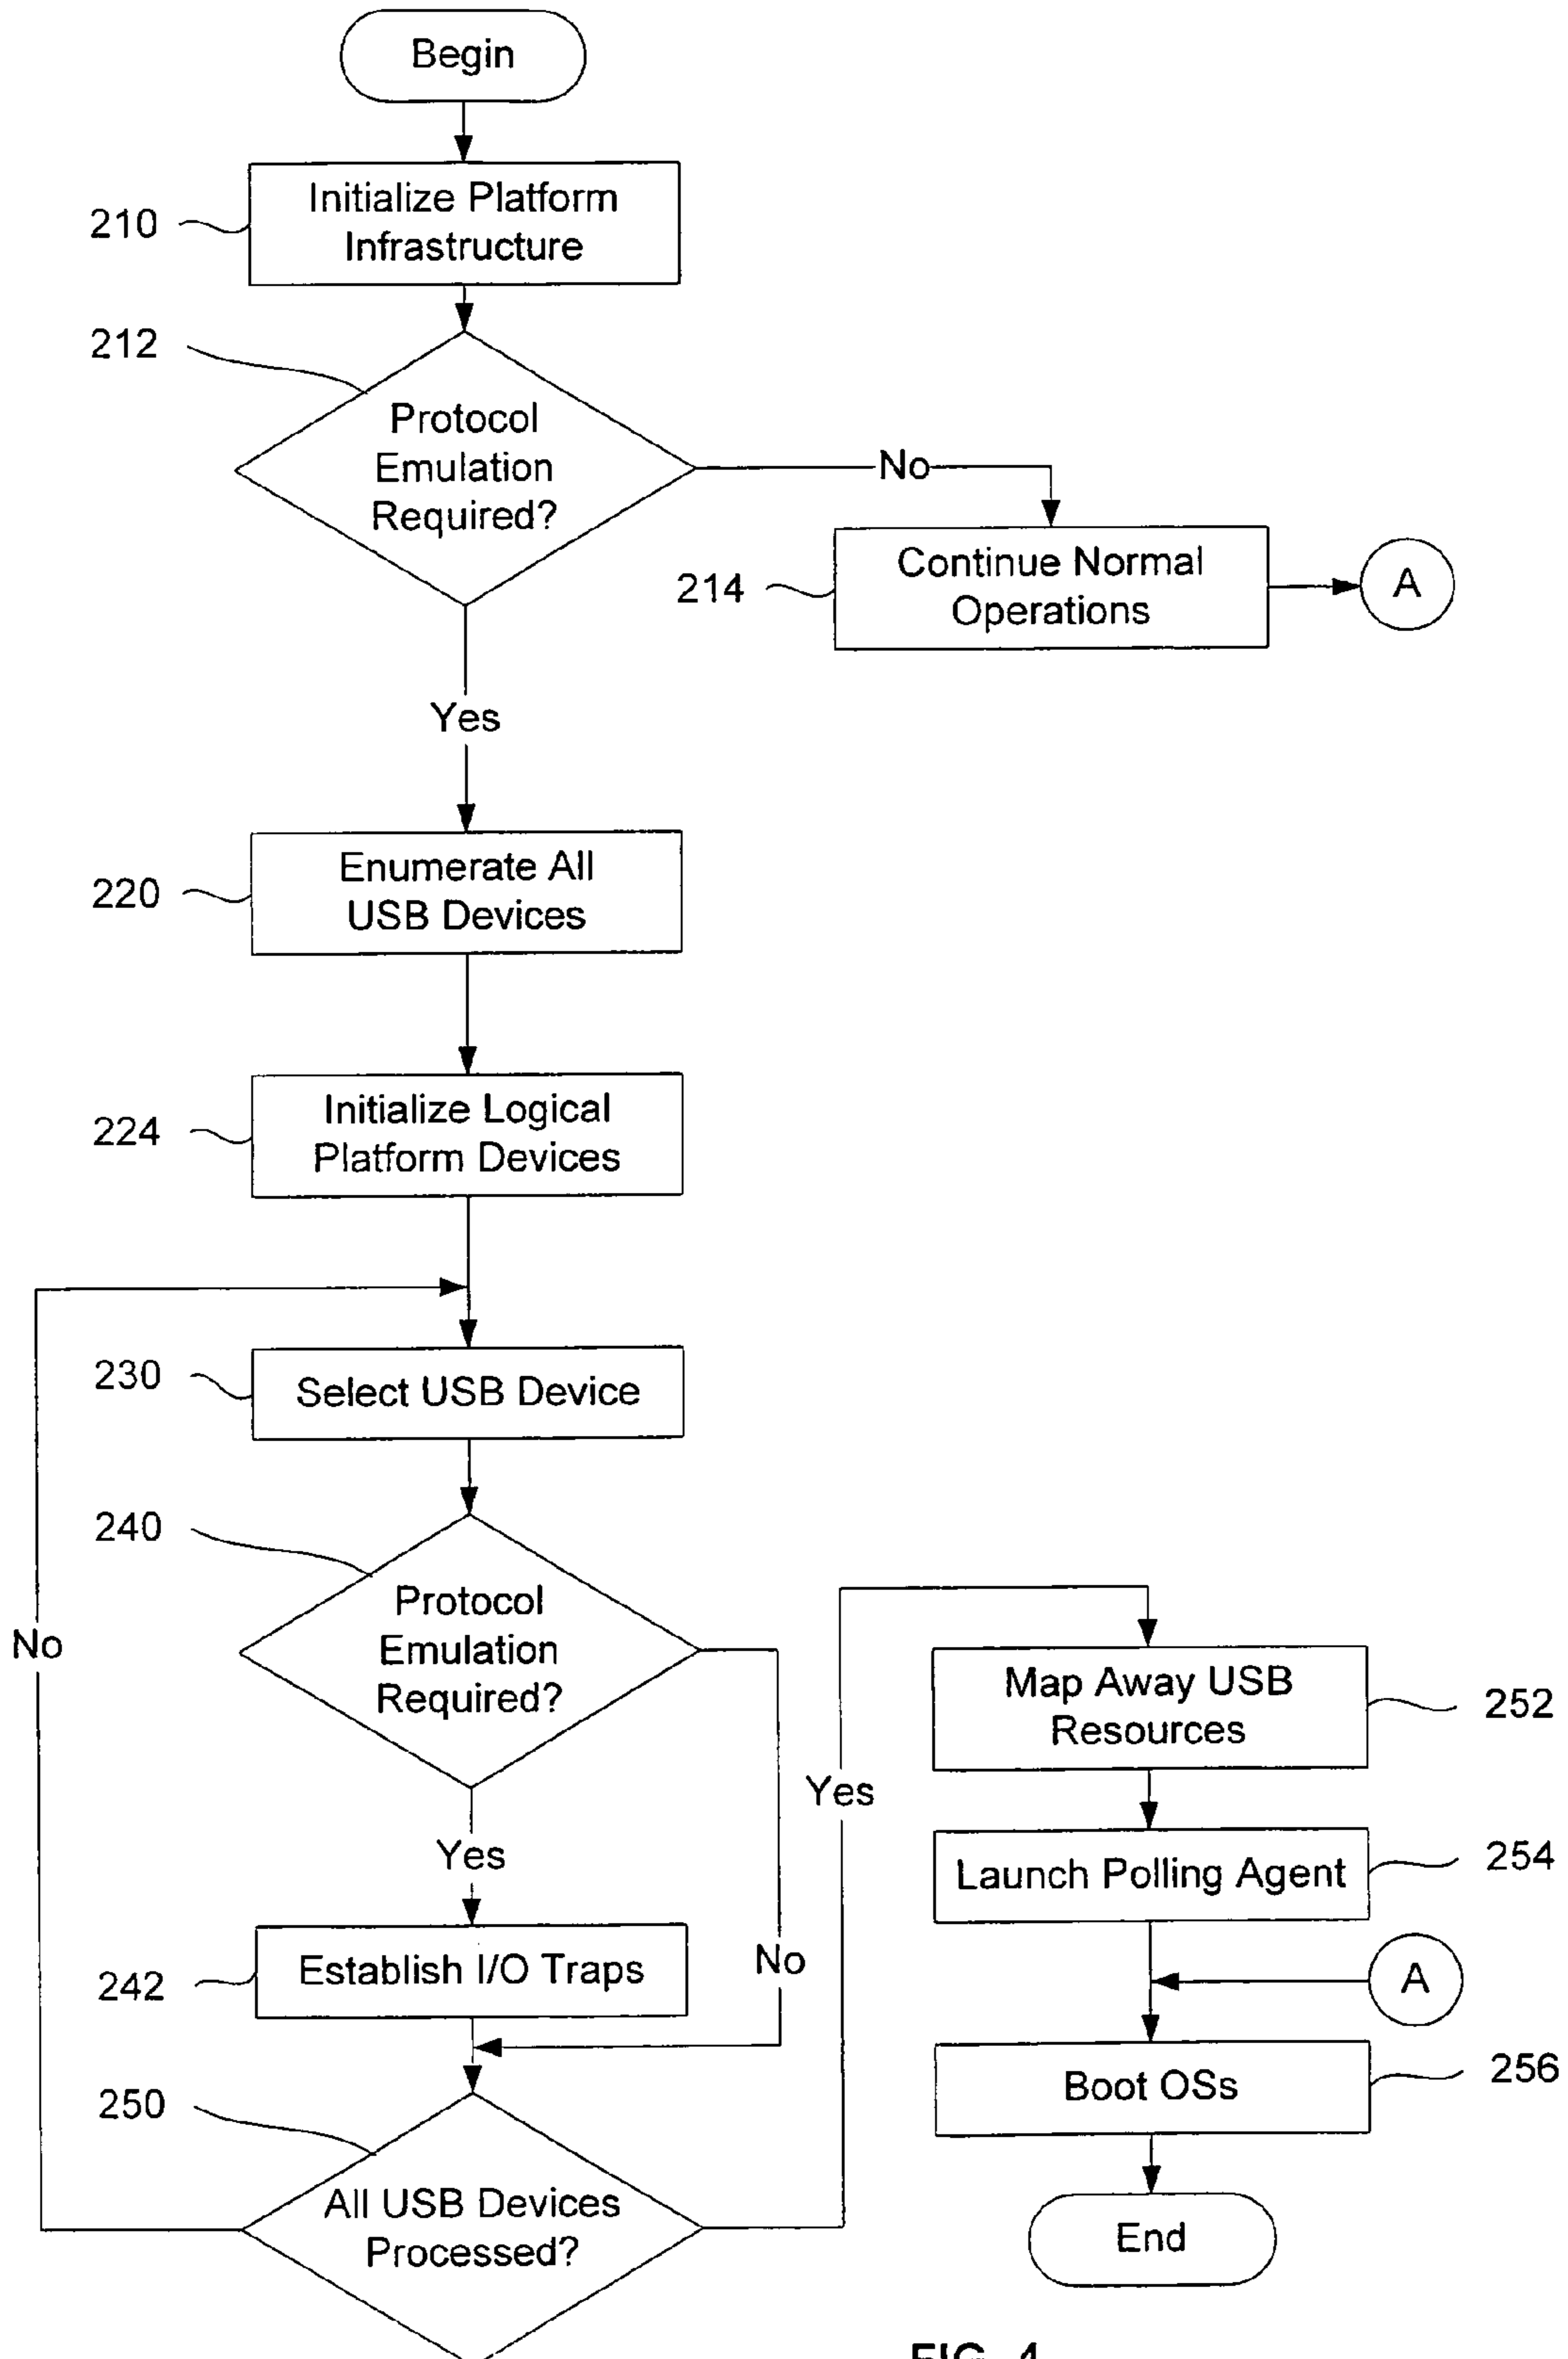 Begin
210
Initialize Platform
Infrastructure
212
Protocol
Emulation
Required?
No
214
Continue Normal
Operations
A
Yes
220
Enumerate All
USB Devices
224
Initialize Logical
Platform Devices
230
Select USB Device
240
Protocol
Emulation
Required?
No
Yes
242
Establish I/O Traps
No
250
All USB Devices
Processed?
Yes
Map Away USB
Resources
252
Launch Polling Agent
254
A
Boot OSs
256
End
FIG. 4